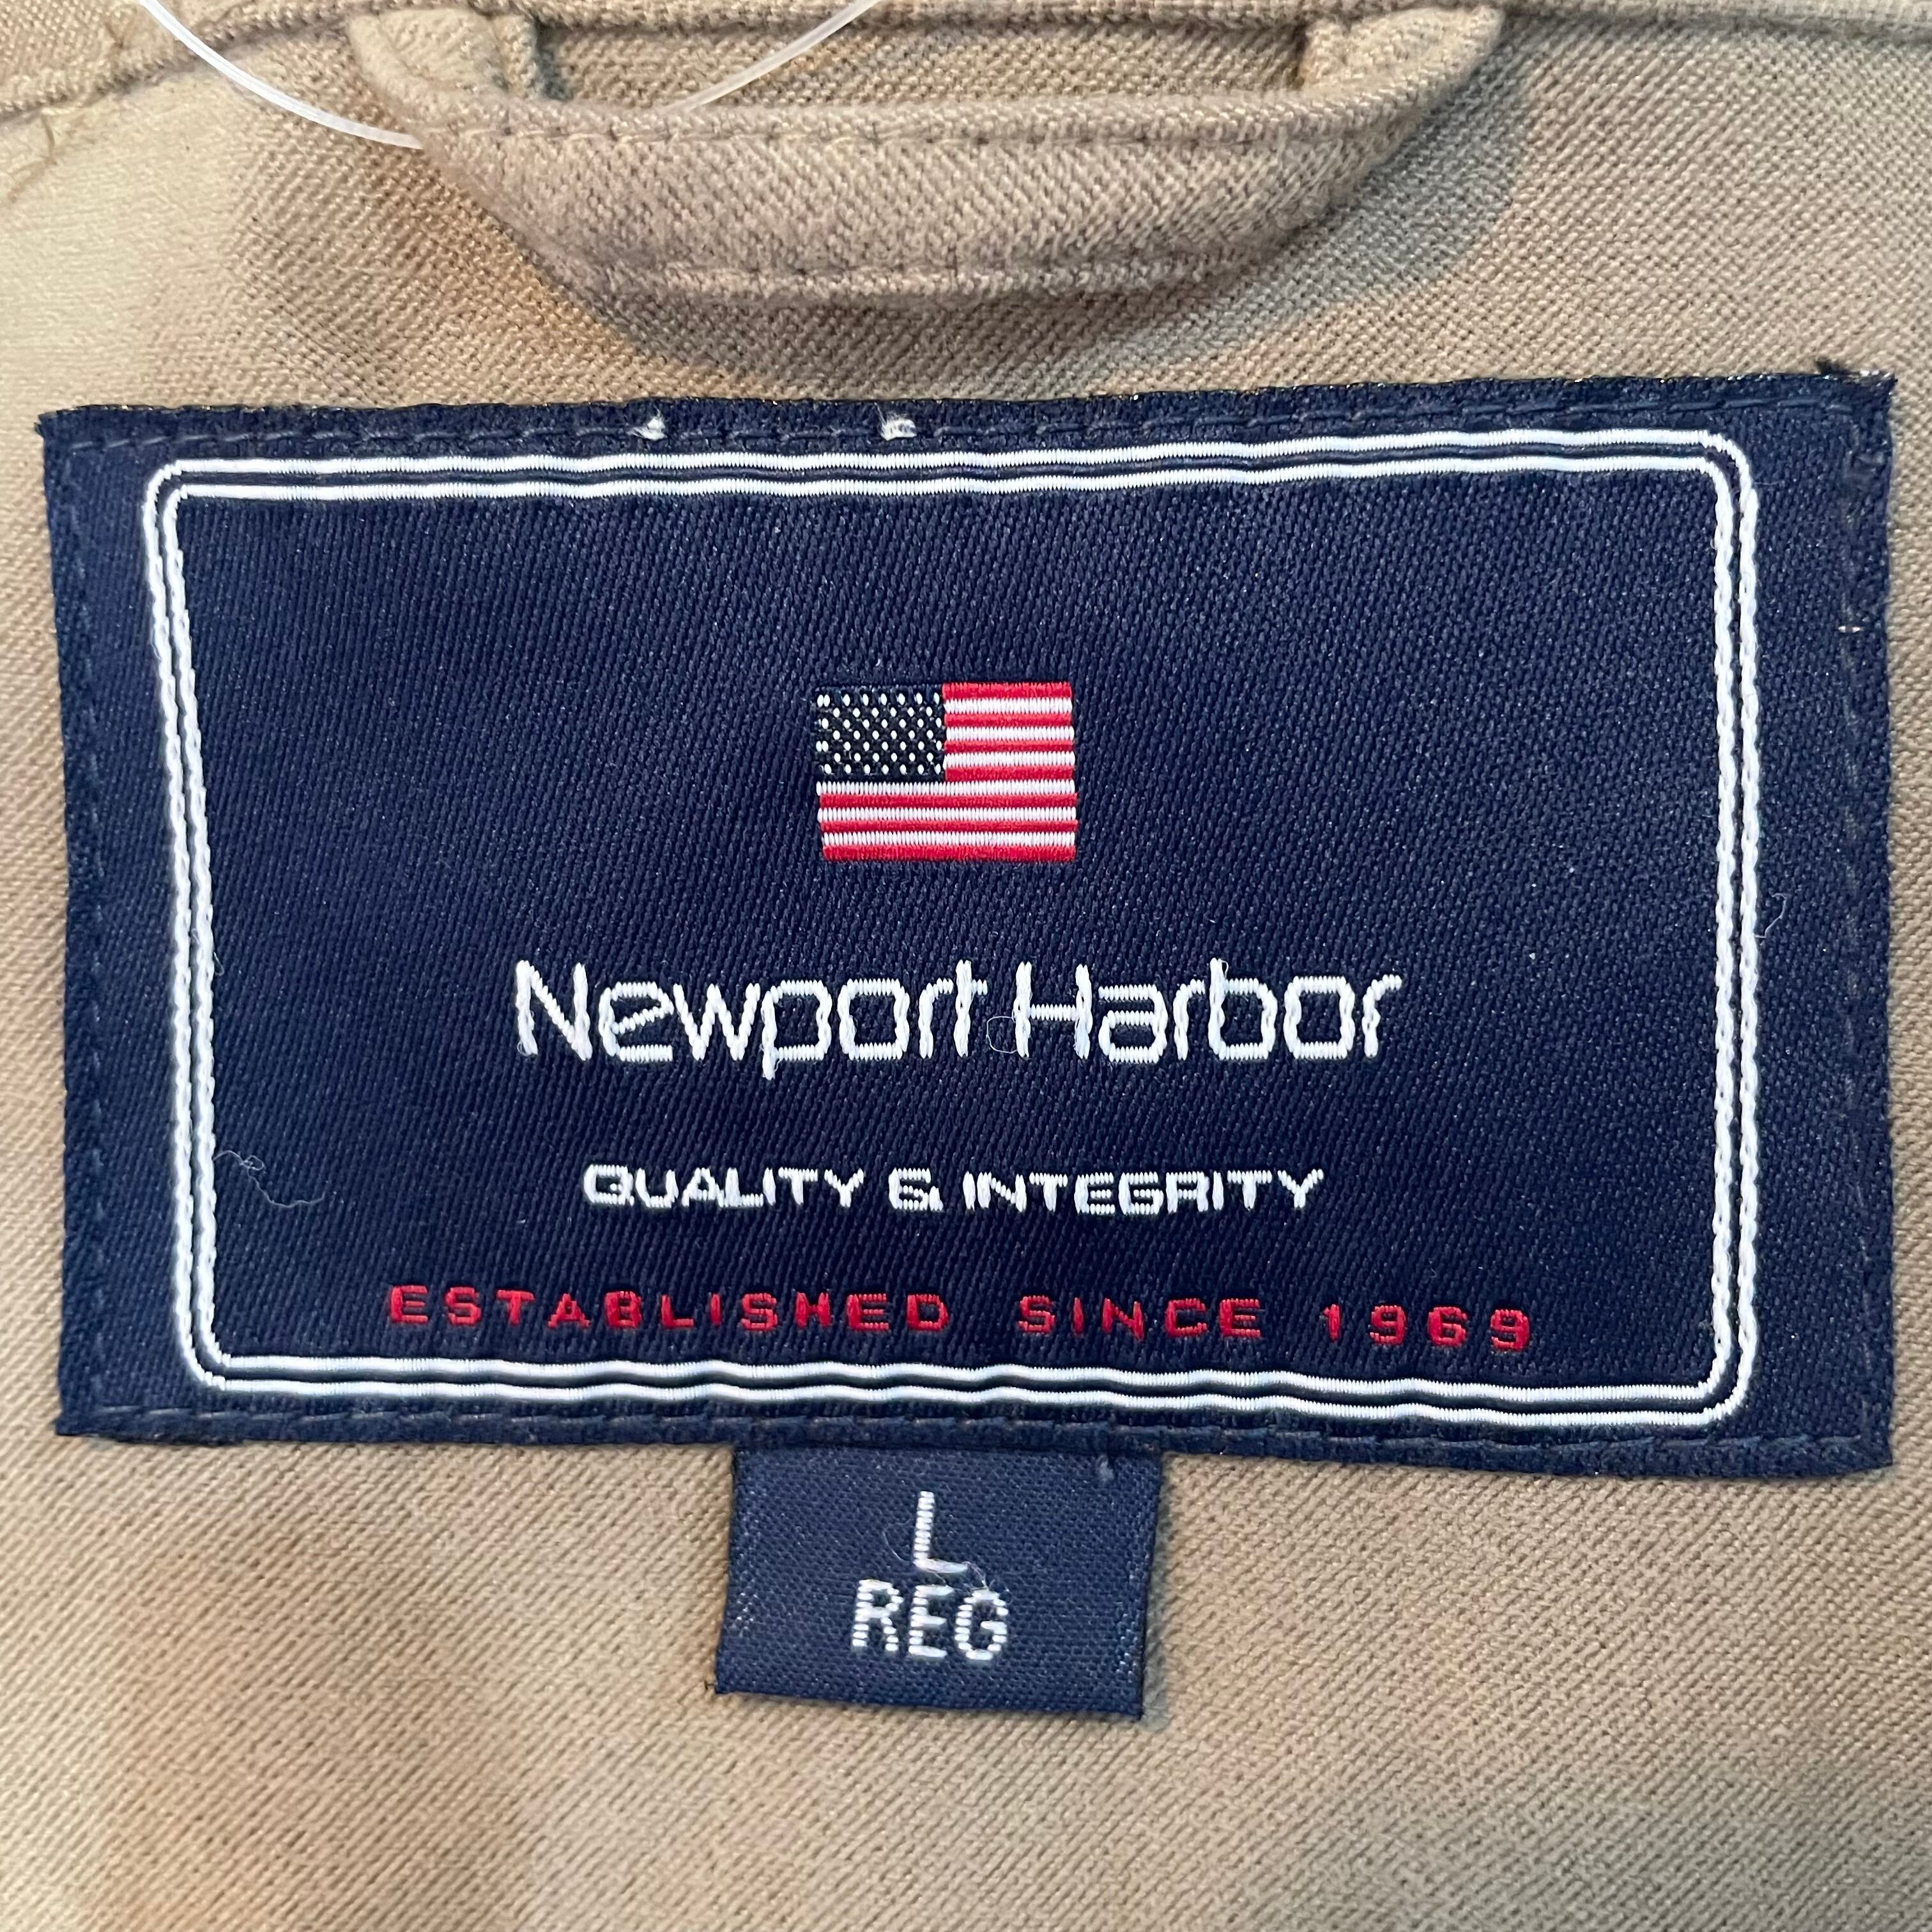 Newport Harbor
QUALITY & INTEGRITY
ESTABLISHED SINCE 1969
L
REG